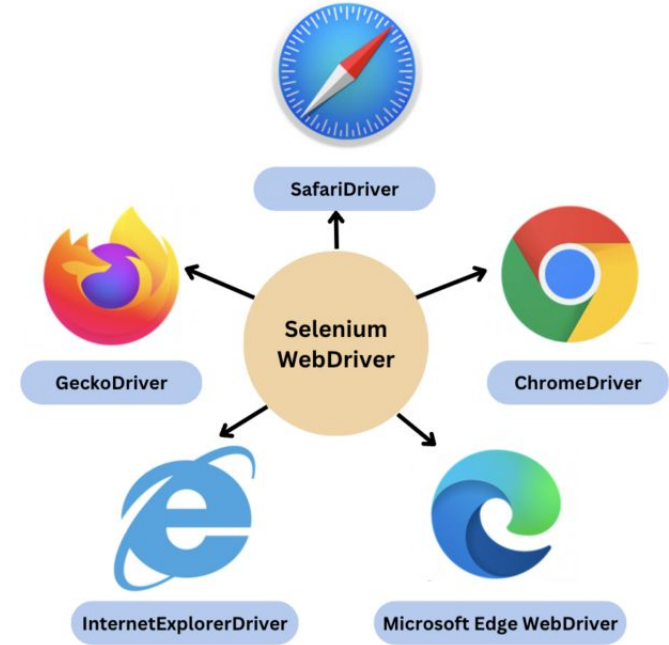 SafariDriver
Selenium
WebDriver
GeckoDriver
ChromeDriver
InternetExplorerDriver
Microsoft Edge WebDriver